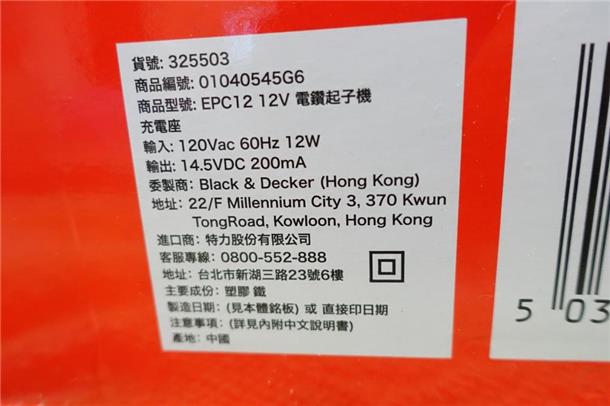 貨號: 325503
商品編號: 01040545G6
商品型號: EPC12 12V 電鑽起子機
充電座
輸入: 120Vac 60Hz 12W
輸出: 14.5VDC 200mA
委製商: Black & Decker (Hong Kong)
地址: 22/F Millennium City 3, 370 Kwun
TongRoad, Kowloon, Hong Kong
進口商: 特力股份有限公司
客服專線: 0800-552-888
地址: 台北市新湖三路23號6樓
主要成份: 塑膠 鐵
製造日期: (見本體銘板) 或 直接印日期
注意事項: (詳見內附中文說明書)
產地: 中國
5 03